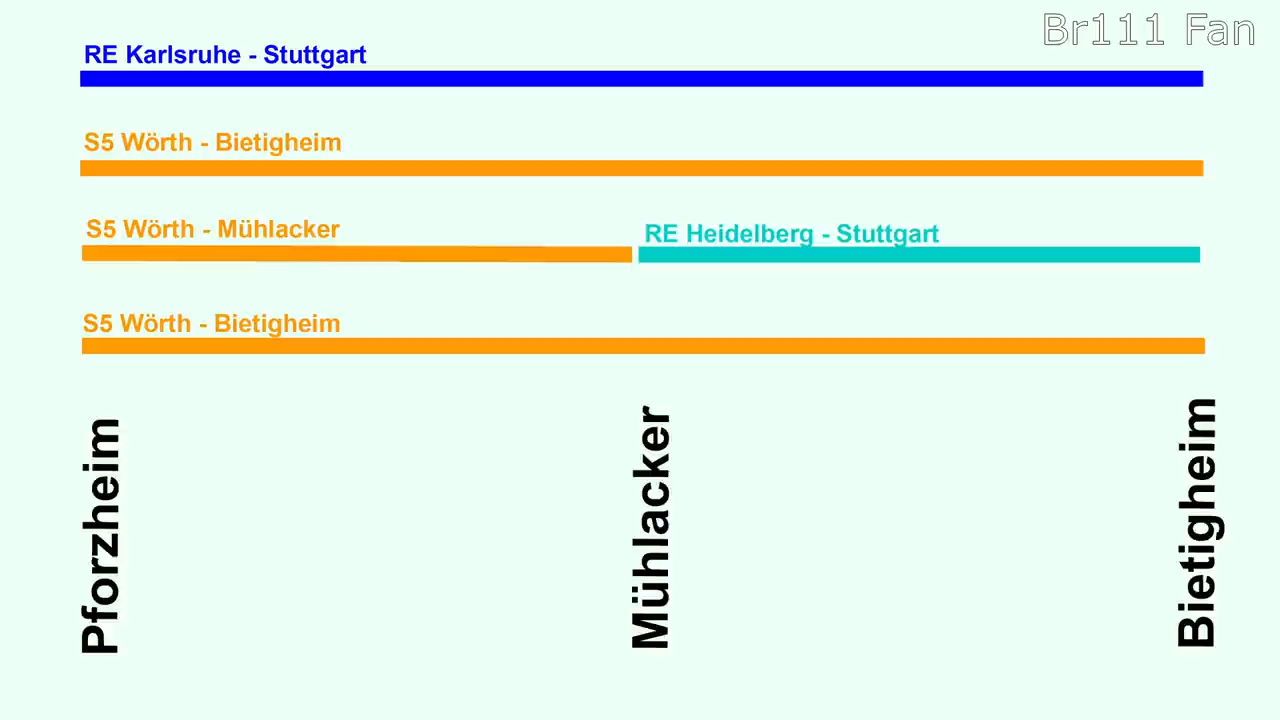 Br111 Fan
RE Karlsruhe - Stuttgart
S5 Wörth - Bietigheim
S5 Wörth - Mühlacker
RE Heidelberg - Stuttgart
S5 Wörth - Bietigheim
Pforzheim
Mühlacker
Bietigheim